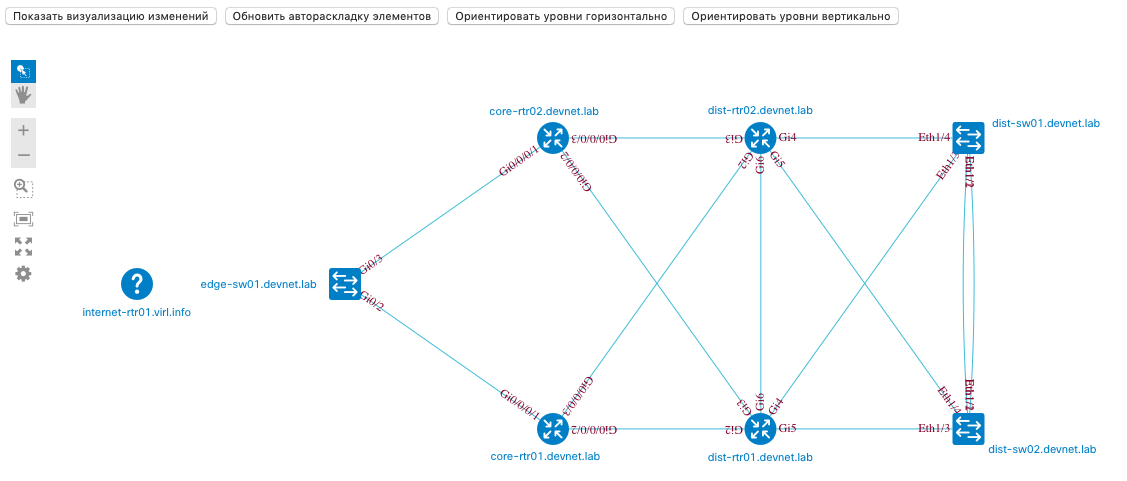 Показать визуализацию изменений
Обновить автораскладку элементов
Ориентировать уровни горизонтально
Ориентировать уровни вертикально
core-rtr02.devnet.lab
dist-rtr02.devnet.lab
dist-sw01.devnet.lab
Gi0/0/0/3
Gi3
Gi4
Eth1/4
Gi0/0/0/1
Gi0/0/0/2
Gi2
Gi6
Gi5
Eth1/3
Eth1/2
Gi0/3
edge-sw01.devnet.lab
Gi0/2
internet-rtr01.virl.info
Gi0/0/0/1
Gi0/0/0/3
Gi3
Gi6
Gi4
Eth1/4
Eth1/2
Gi0/0/0/2
Gi2
Gi5
Eth1/3
core-rtr01.devnet.lab
dist-rtr01.devnet.lab
dist-sw02.devnet.lab